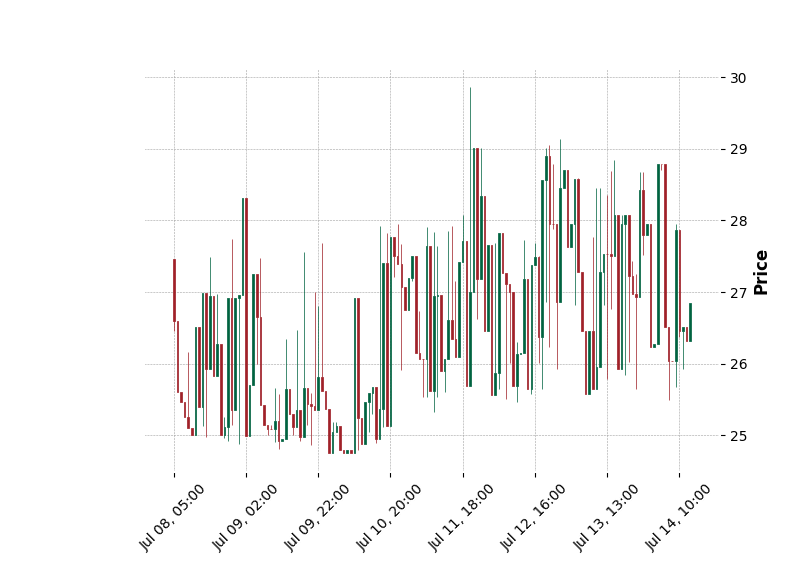 30
29
28
27
26
25
Price
Jul 08, 05:00
Jul 09, 02:00
Jul 09, 22:00
Jul 10, 20:00
Jul 11, 18:00
Jul 12, 16:00
Jul 13, 13:00
Jul 14, 10:00